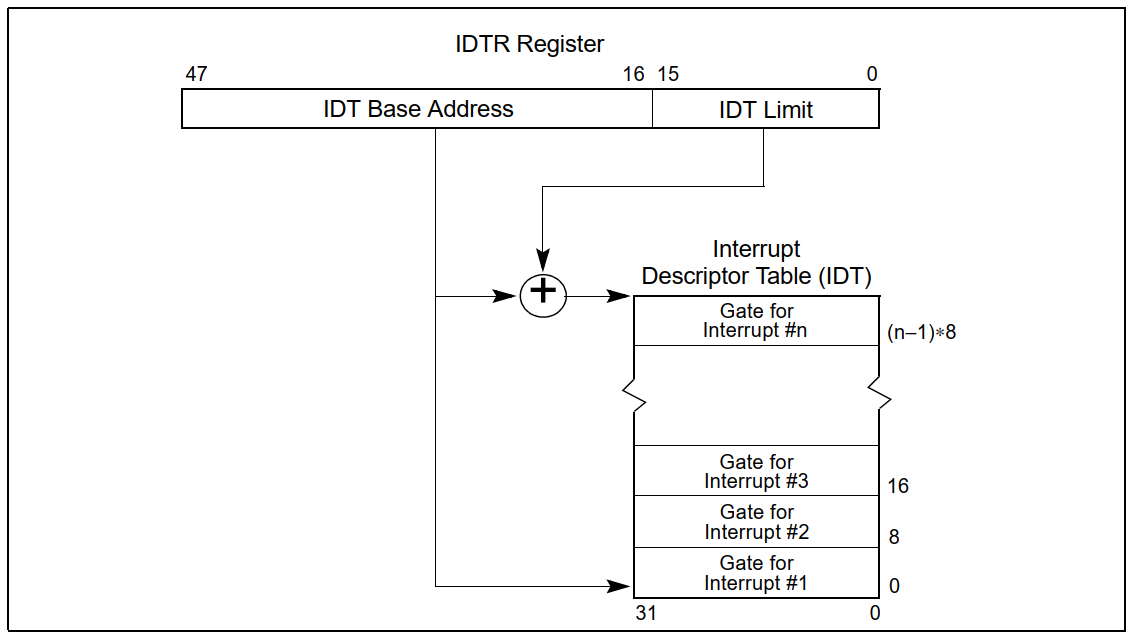 IDTR Register
47 16 15 0
IDT Base Address IDT Limit
+
Interrupt
Descriptor Table (IDT)
Gate for
Interrupt #n
(n–1)∗8
Gate for
Interrupt #3
16
Gate for
Interrupt #2
8
Gate for
Interrupt #1
0
31 0